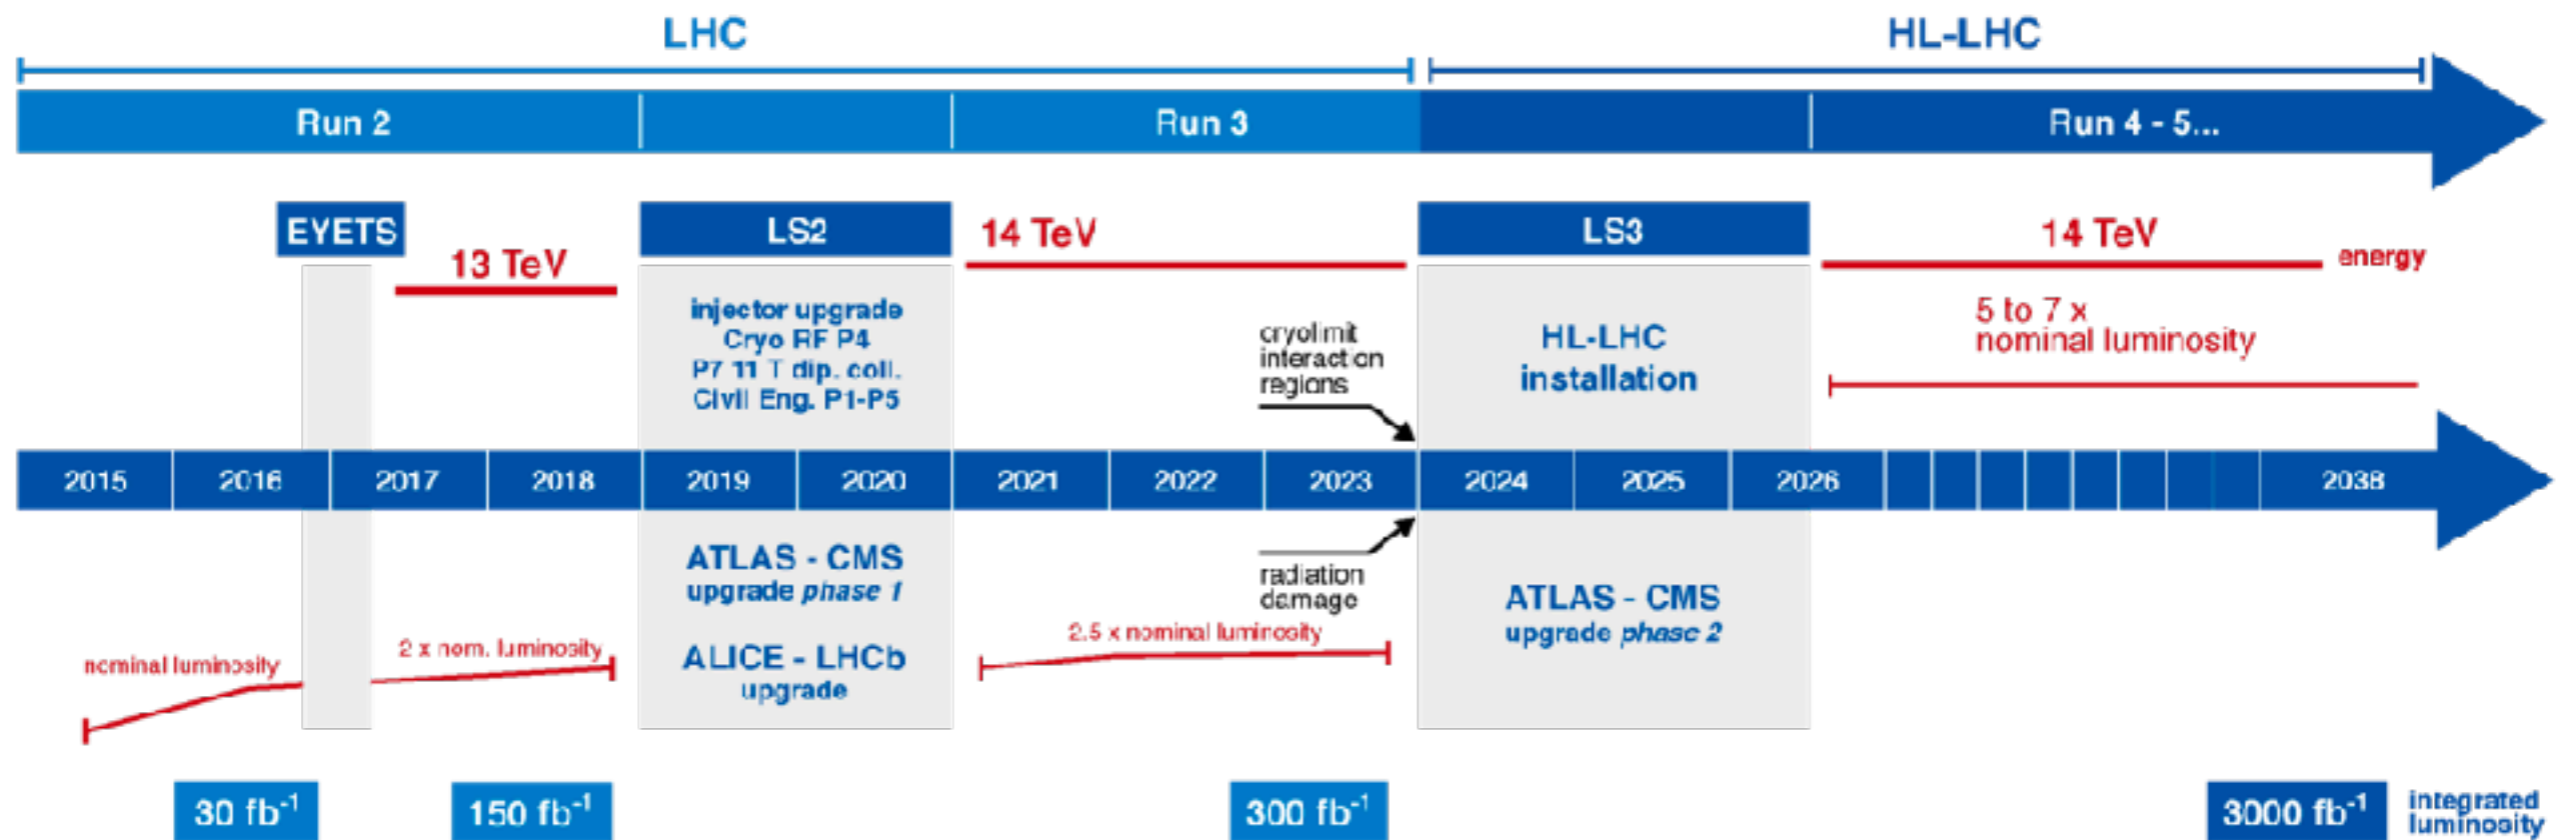 LHC
HL-LHC
Run 2
Run 3
Run 4 - 5...
EYETS
13 TeV
LS2
14 TeV
LS3
14 TeV
energy
injector upgrade
Cryo RF P4
P7 11 T dip. coll.
Civil Eng. P1-P5
cryolimit
interaction
regions
HL-LHC
installation
5 to 7 x
nominal luminosity
2015
2016
2017
2018
2019
2020
2021
2022
2023
2024
2025
2026
2038
ATLAS - CMS
upgrade phase 1
ALICE - LHCb
upgrade
radiation
damage
ATLAS - CMS
upgrade phase 2
nominal luminosity
2 x nom. luminosity
2.5 x nominal luminosity
30 fb⁻¹
150 fb⁻¹
300 fb⁻¹
3000 fb⁻¹
integrated
luminosity